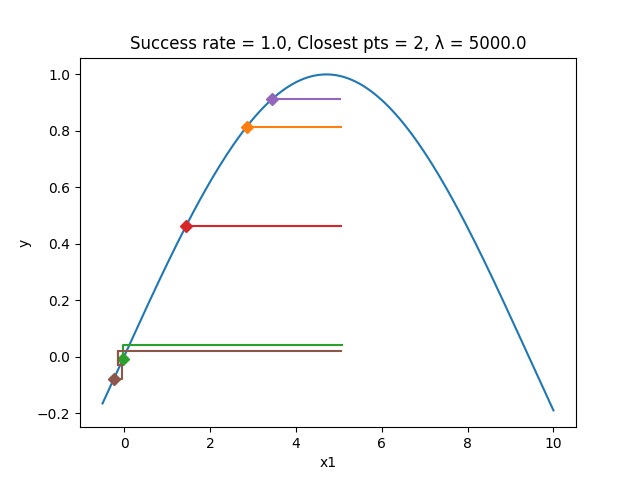 Success rate = 1.0, Closest pts = 2, λ = 5000.0
1.0
0.8
0.6
y
0.4
0.2
0.0
−0.2
0 2 4 6 8 10
x1